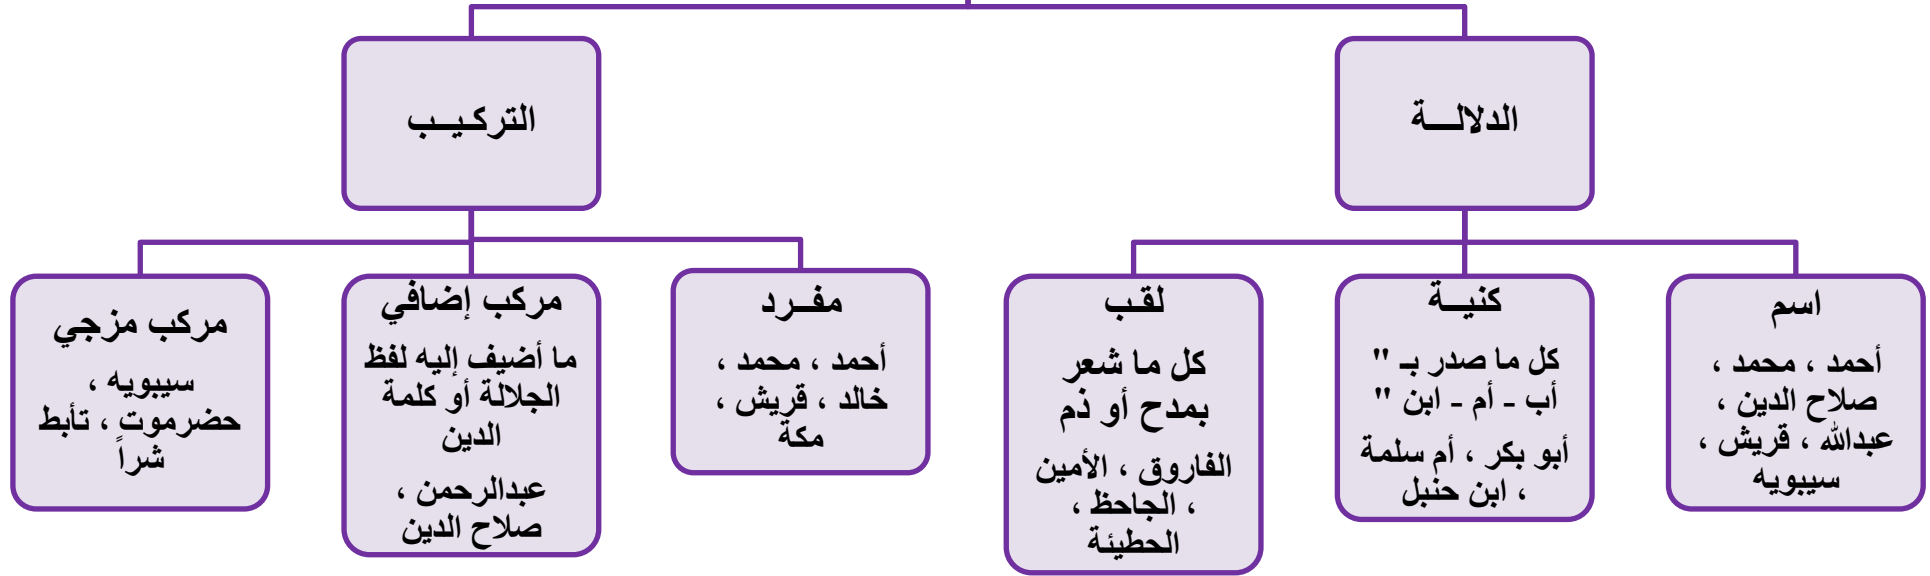 الدلالـــة
التركـيــب
اسم
أحمد ، محمد ،
صلاح الدين ،
عبدالله ، قريش ،
سيبويه
كنيــة
كل ما صدر بـ "
أب - أم - ابن "
أبو بكر ، أم سلمة
، ابن حنبل
لقب
كل ما شعر
بمدح أو ذم
الفاروق ، الأمين
، الجاحظ ،
الحطيئة
مفــرد
أحمد ، محمد ،
خالد ، قريش ،
مكة
مركب إضافي
ما أضيف إليه لفظ
الجلالة أو كلمة
الدين
عبدالرحمن ،
صلاح الدين
مركب مزجي
سيبويه ،
حضرموت ، تأبط
شراً